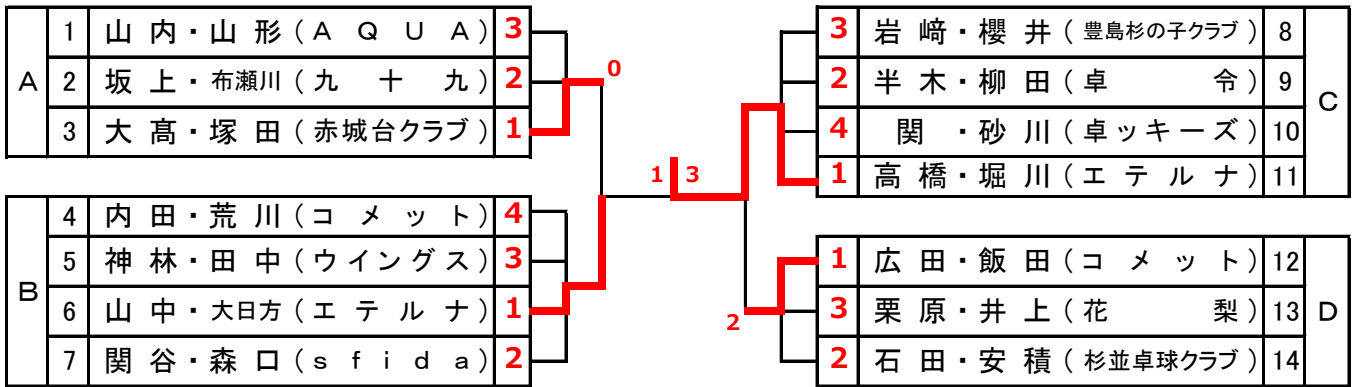 A
1 山内・山形(AQUA) 3
2 坂上・布瀬川(九十九) 2
3 大髙・塚田(赤城台クラブ) 1
0
B
4 内田・荒川(コメット) 4
5 神林・田中(ウイングス) 3
6 山中・大日方(エテルナ) 1
7 関谷・森口(sfida) 2
1 3
3 岩﨑・櫻井(豊島杉の子クラブ) 8
2 半木・柳田(卓令) 9
4 関・砂川(卓ッキーズ) 10
1 高橋・堀川(エテルナ) 11
C
1 広田・飯田(コメット) 12
3 栗原・井上(花梨) 13
2 石田・安積(杉並卓球クラブ) 14
D
2